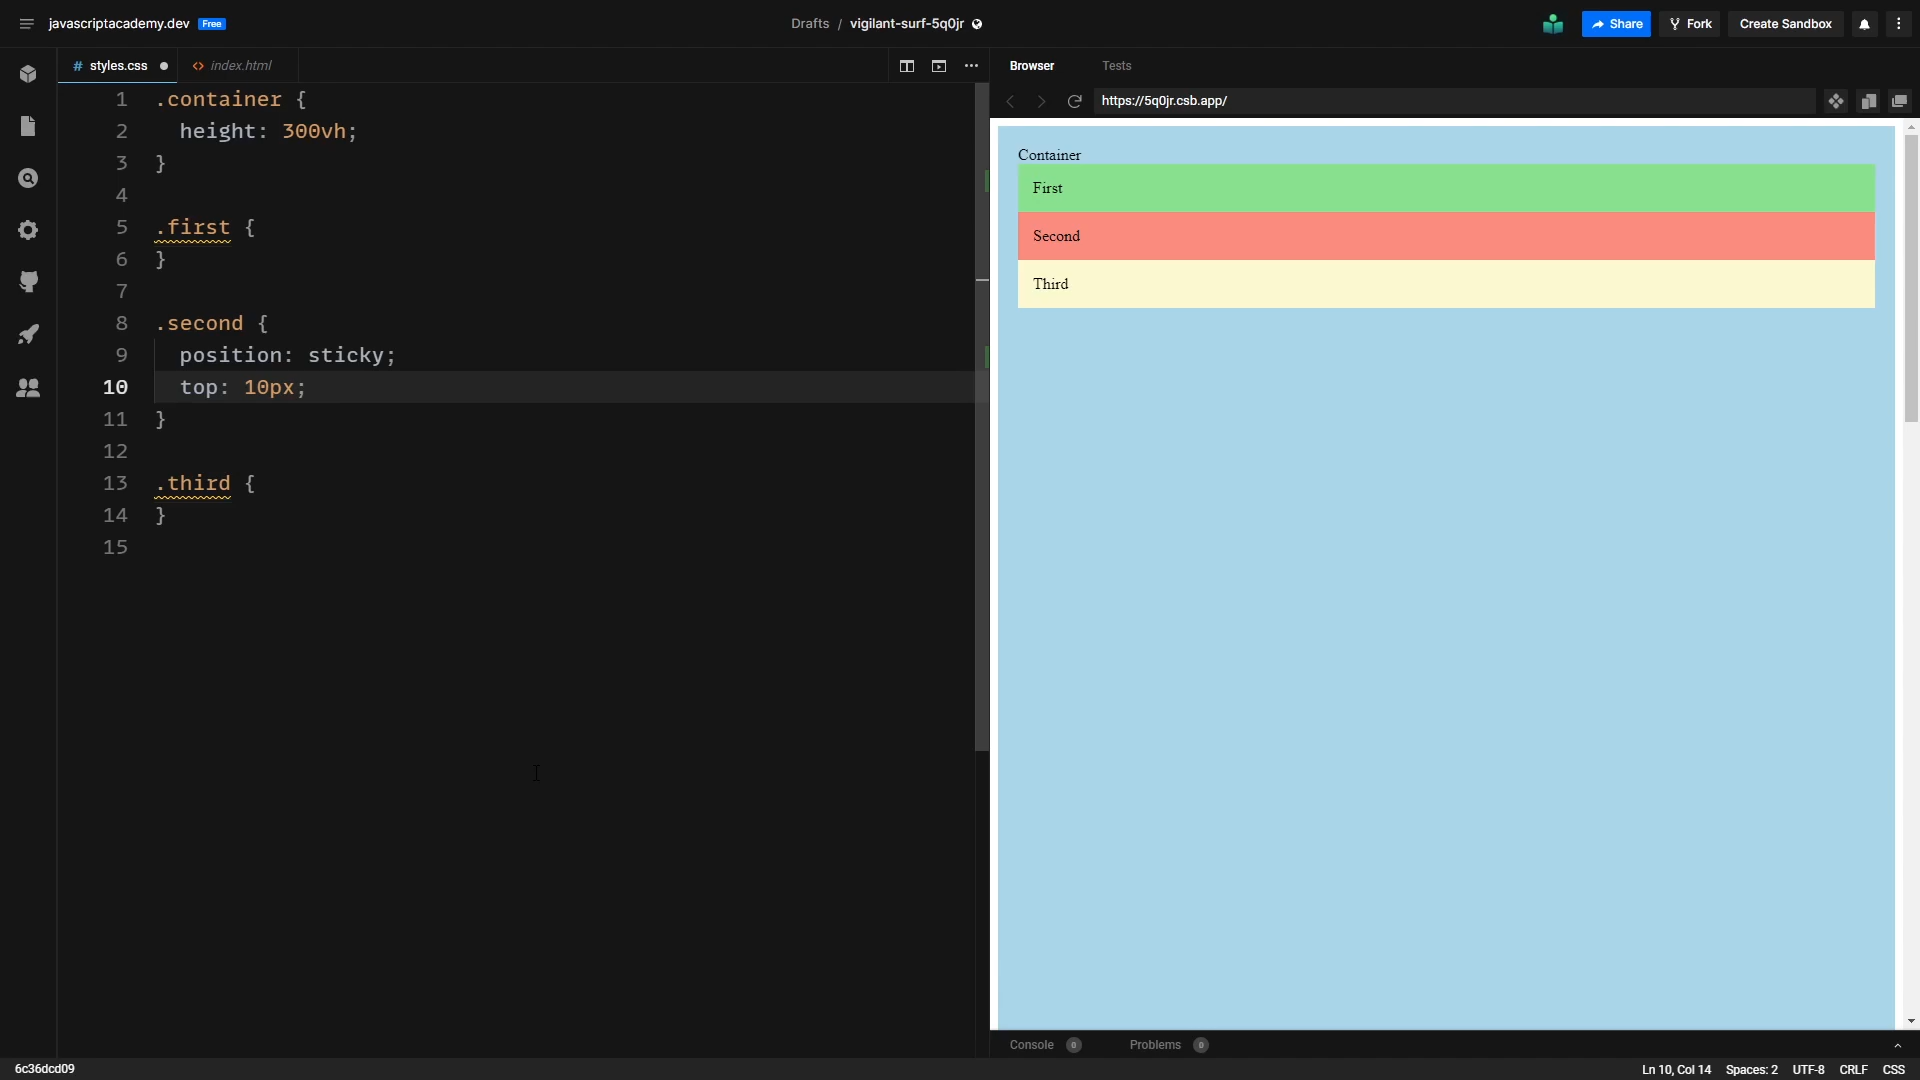 javascriptacademy.dev Free
Drafts / vigilant-surf-5q0jr
Share Fork Create Sandbox
# styles.css <> index.html
1 .container {
2 height: 300vh;
3 }
4
5 .first {
6 }
7
8 .second {
9 position: sticky;
10 top: 10px;
11 }
12
13 .third {
14 }
15
Browser Tests
https://5q0jr.csb.app/
Container
First
Second
Third
Console 0 Problems 0
6c36dcd09
Ln 10, Col 14 Spaces: 2 UTF-8 CRLF CSS